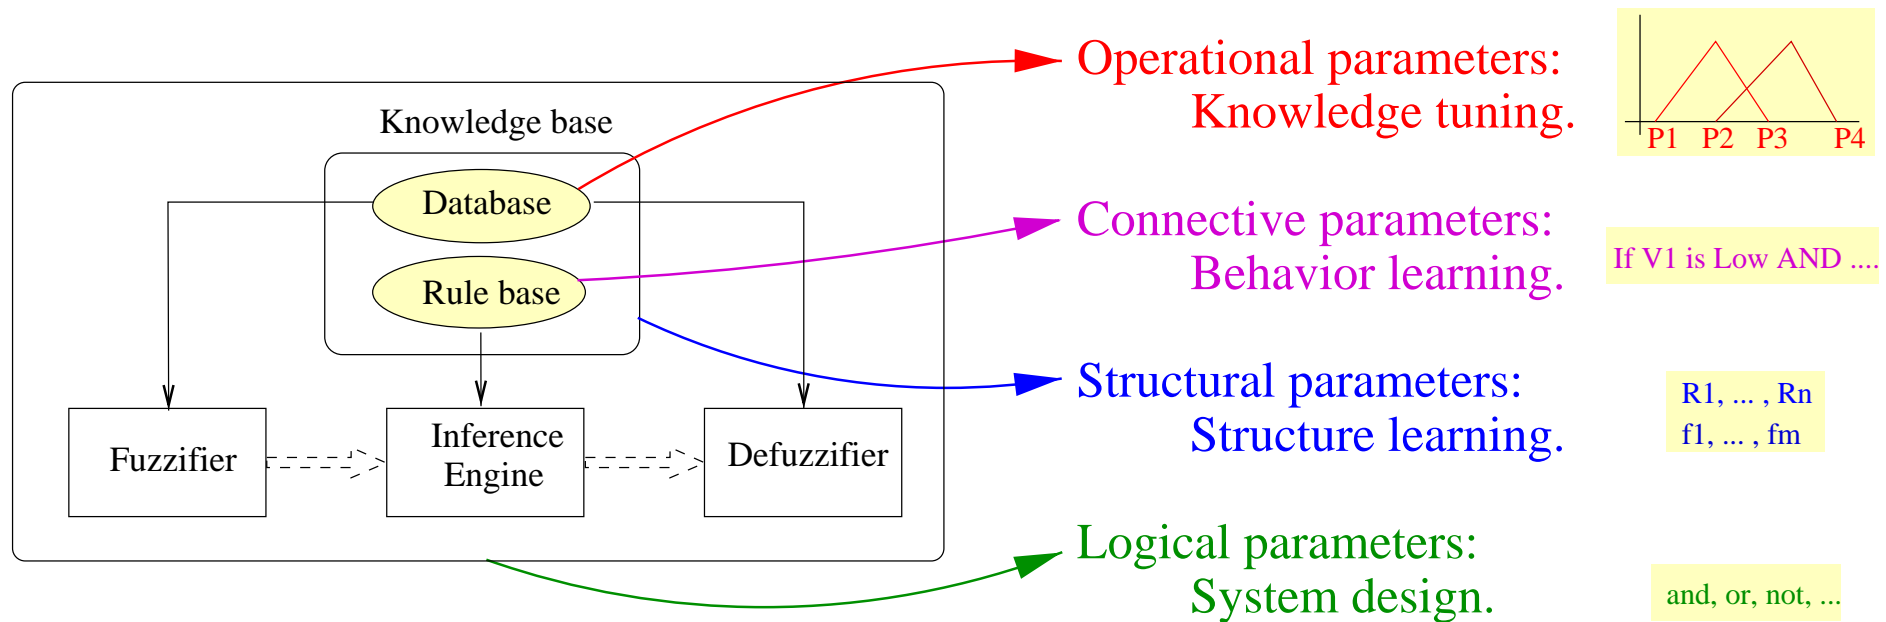 Knowledge base
Database
Rule base
Fuzzifier
Inference
Engine
Defuzzifier
Operational parameters:
Knowledge tuning.
P1 P2 P3 P4
Connective parameters:
Behavior learning.
If V1 is Low AND ....
Structural parameters:
Structure learning.
R1, ... , Rn
f1, ... , fm
Logical parameters:
System design.
and, or, not, ...